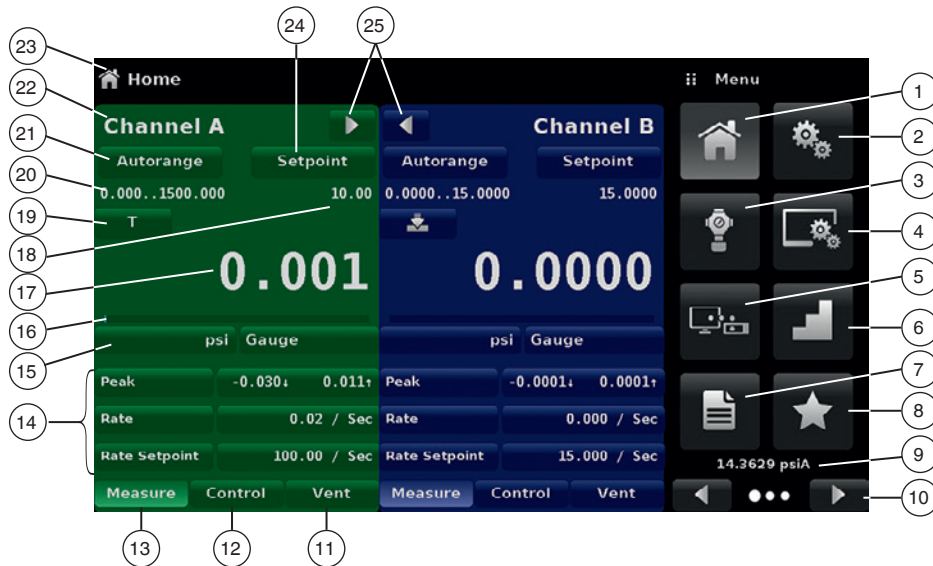 24
25
23
Home
Menu
22
1
Channel A
Channel B
2
21
Autorange
Setpoint
Autorange
Setpoint
20
0.000..1500.000
10.00
0.0000..15.0000
15.0000
3
19
T
4
18
17
0.001
0.0000
5
16
6
psi
Gauge
psi
Gauge
15
7
Peak
-0.030↓
0.011↑
Peak
-0.0001↓
0.0001↑
14
8
Rate
0.02 / Sec
Rate
0.000 / Sec
9
Rate Setpoint
100.00 / Sec
Rate Setpoint
15.000 / Sec
14.3629 psiA
Measure
Control
Vent
Measure
Control
Vent
10
13
12
11